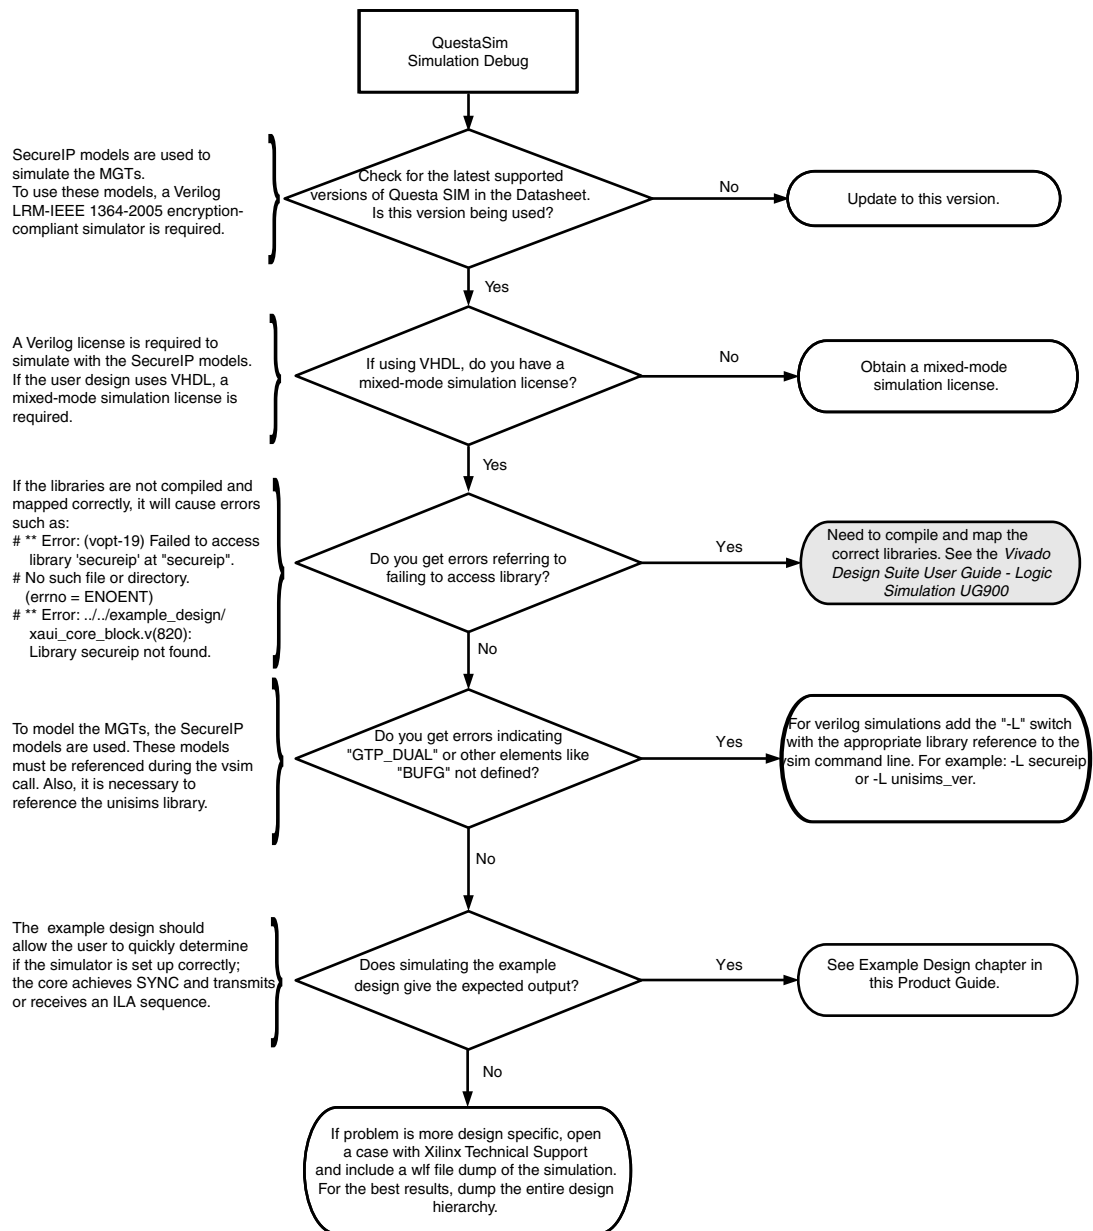 QuestaSim
Simulation Debug
SecureIP models are used to
simulate the MGTs.
To use these models, a Verilog
LRM-IEEE 1364-2005 encryption-
compliant simulator is required.
Check for the latest supported
versions of Questa SIM in the Datasheet.
Is this version being used?
No
Update to this version.
Yes
A Verilog license is required to
simulate with the SecureIP models.
If the user design uses VHDL, a
mixed-mode simulation license is
required.
If using VHDL, do you have a
mixed-mode simulation license?
No
Obtain a mixed-mode
simulation license.
Yes
If the libraries are not compiled and
mapped correctly, it will cause errors
such as:
# ** Error: (vopt-19) Failed to access
library 'secureip' at "secureip".
# No such file or directory.
(errno = ENOENT)
# ** Error: ../../example_design/
xaui_core_block.v(820):
Library secureip not found.
Do you get errors referring to
failing to access library?
Yes
Need to compile and map the
correct libraries. See the Vivado
Design Suite User Guide - Logic
Simulation UG900
No
To model the MGTs, the SecureIP
models are used. These models
must be referenced during the vsim
call. Also, it is necessary to
reference the unisims library.
Do you get errors indicating
"GTP_DUAL" or other elements like
"BUFG" not defined?
Yes
For verilog simulations add the "-L" switch
with the appropriate library reference to the
vsim command line. For example: -L secureip
or -L unisims_ver.
No
The example design should
allow the user to quickly determine
if the simulator is set up correctly;
the core achieves SYNC and transmits
or receives an ILA sequence.
Does simulating the example
design give the expected output?
Yes
See Example Design chapter in
this Product Guide.
No
If problem is more design specific, open
a case with Xilinx Technical Support
and include a wlf file dump of the simulation.
For the best results, dump the entire design
hierarchy.